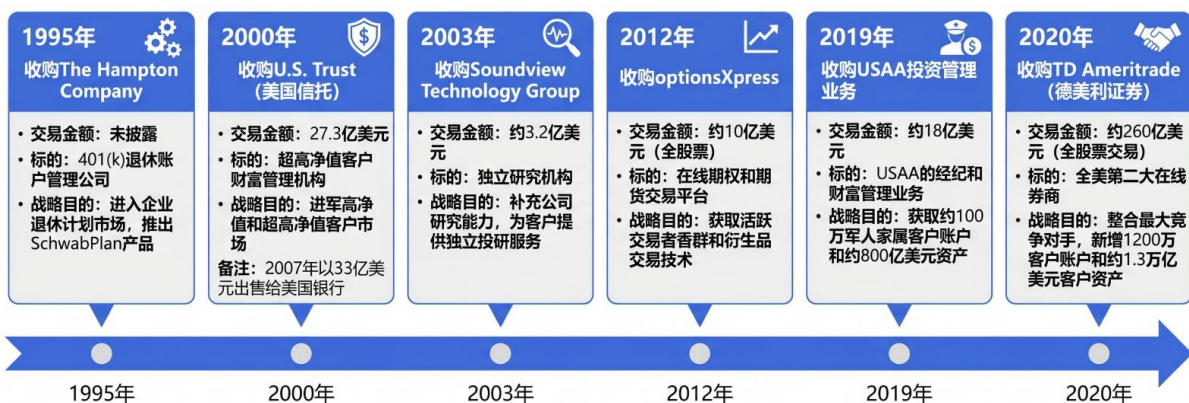 1995年
收购The Hampton
Company
• 交易金额：未披露
• 标的：401(k)退休账
户管理公司
• 战略目的：进入企业
退休计划市场，推出
SchwabPlan产品
2000年
收购U.S. Trust
（美国信托）
• 交易金额：27.3亿美元
• 标的：超高净值客户
财富管理机构
• 战略目的：进军高净
值和超高净值客户市
场
备注：2007年以33亿美
元出售给美国银行
2003年
收购Soundview
Technology Group
• 交易金额：约3.2亿美
元
• 标的：独立研究机构
• 战略目的：补充公司
研究能力，为客户提
供独立投研服务
2012年
收购optionsXpress
• 交易金额：约10亿美
元（全股票）
• 标的：在线期权和期
货交易平台
• 战略目的：获取活跃
交易者香群和衍生品
交易技术
2019年
收购USAA投资管理
业务
• 交易金额：约18亿美
元
• 标的：USAA的经纪和
财富管理业务
• 战略目的：获取约100
万军人家属客户账户
和约800亿美元资产
2020年
收购TD Ameritrade
（德美利证券）
• 交易金额：约260亿美
元（全股票交易）
• 标的：全美第二大在线
券商
• 战略目的：整合最大竞
争对手，新增1200万
客户账户和约1.3万亿
美元客户资产
1995年
2000年
2003年
2012年
2019年
2020年